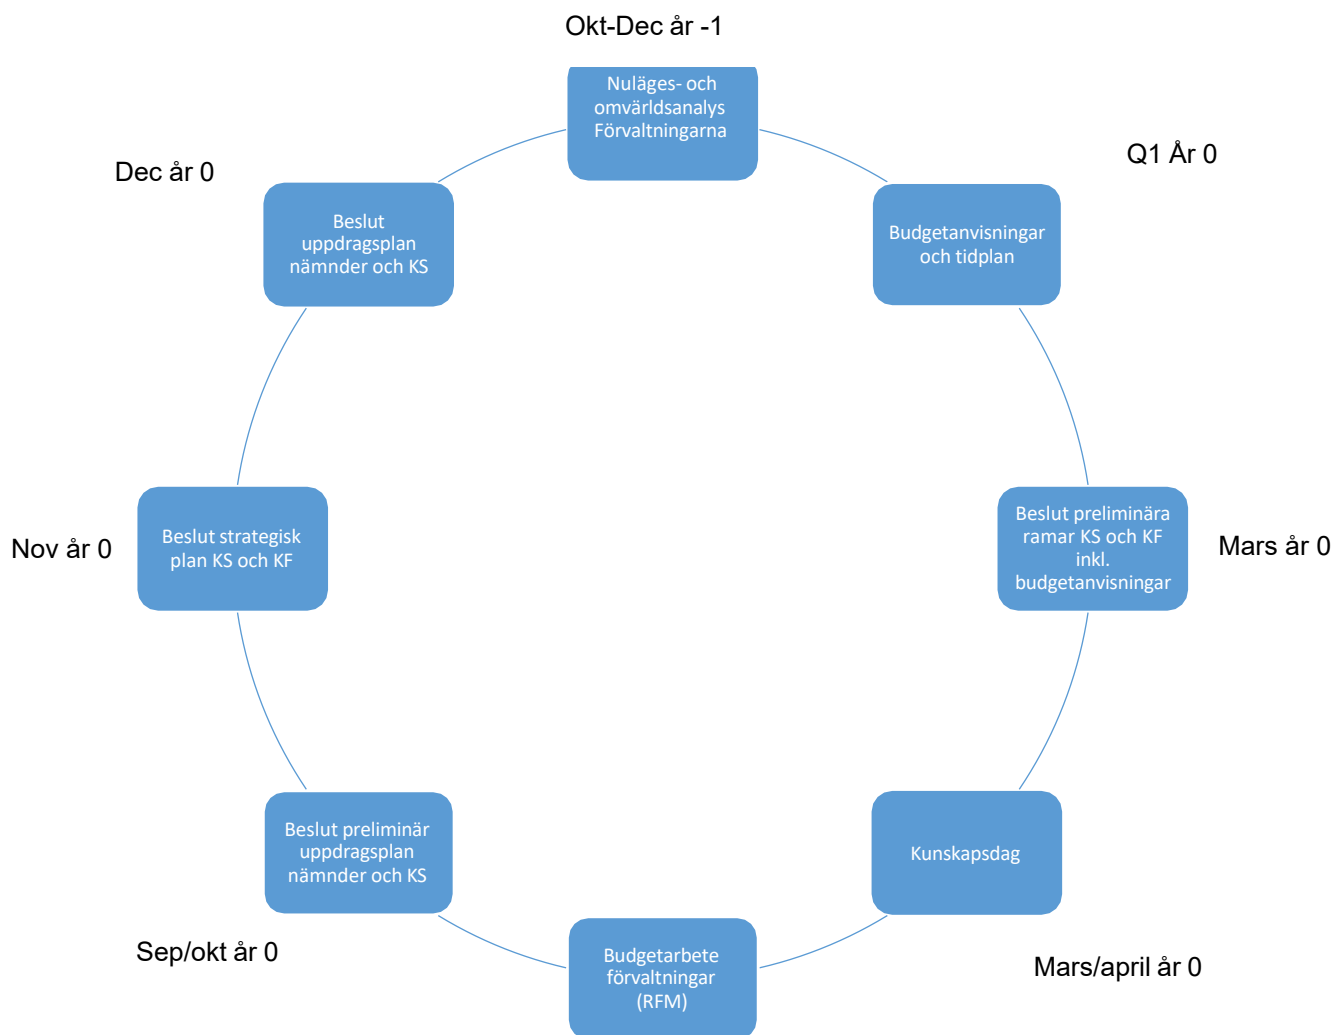 Okt-Dec år -1
Nuläges- och
omvärldsanalys
Förvaltningarna
Q1 År 0
Budgetanvisningar
och tidplan
Beslut preliminära
ramar KS och KF
inkl.
budgetanvisningar
Mars år 0
Kunskapsdag
Mars/april år 0
Budgetarbete
förvaltningar
(RFM)
Beslut preliminär
uppdragsplan
nämnder och KS
Sep/okt år 0
Beslut strategisk
plan KS och KF
Nov år 0
Beslut
uppdragsplan
nämnder och KS
Dec år 0